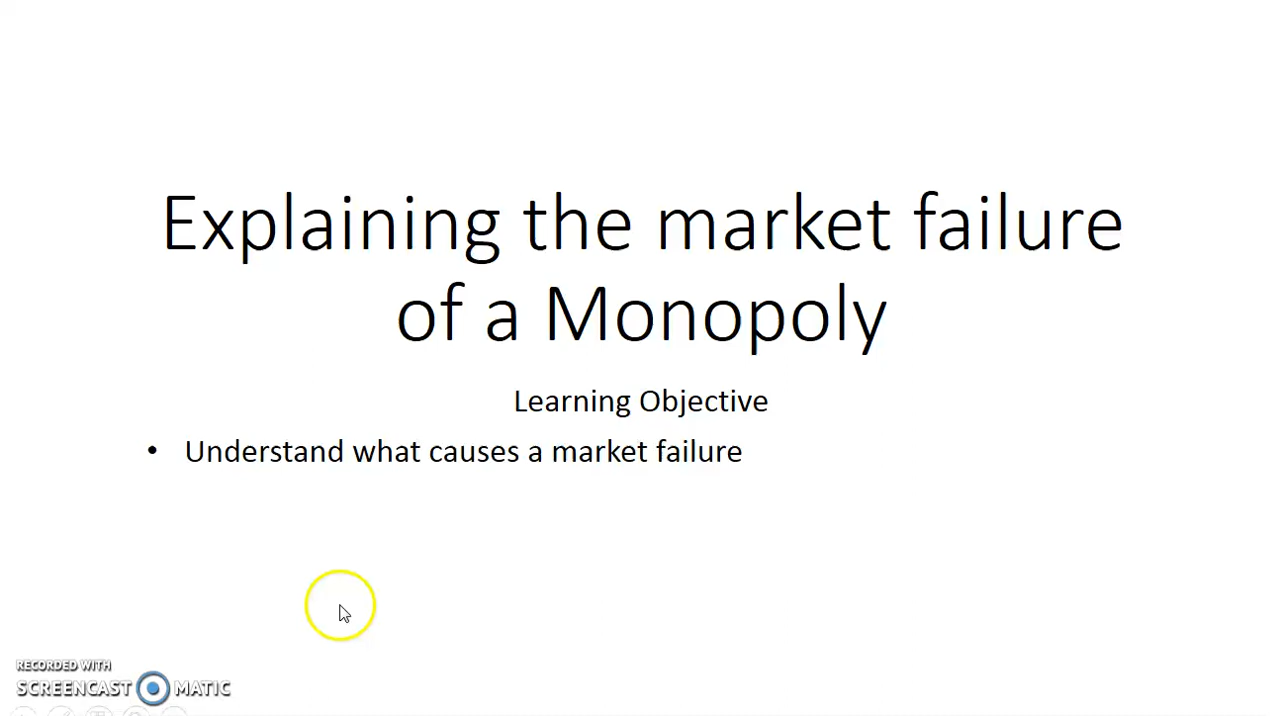 Explaining the market failure
of a Monopoly
Learning Objective
• Understand what causes a market failure
RECORDED WITH
SCREENCAST MATIC